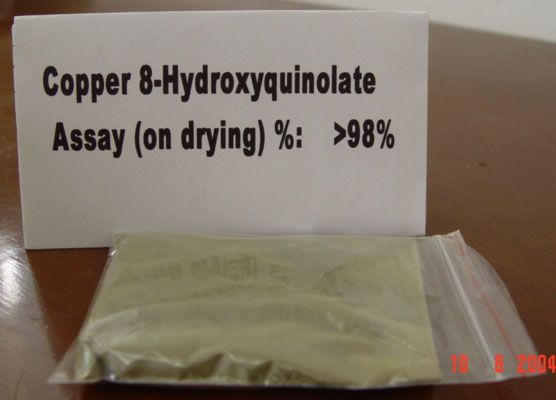 Copper 8-Hydroxyquinolate
Assay (on drying) %: >98%
10 8 2004